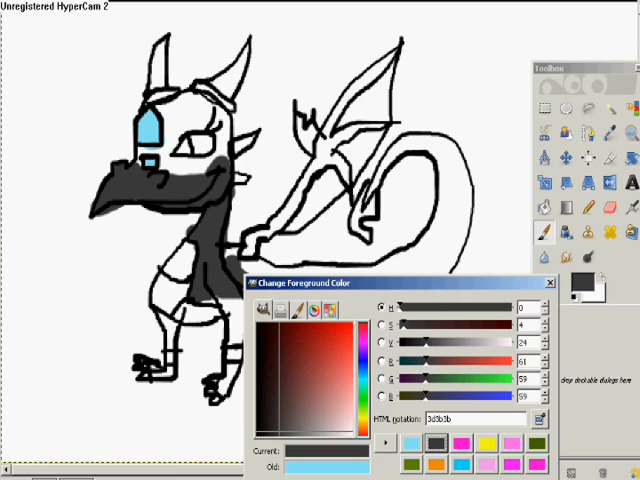 Unregistered HyperCam 2
Toolbox
Change Foreground Color
H 0
S 4
V 24
R 61
G 59
B 59
HTML notation: 3d3b3b
Current:
Old:
drop dockable dialogs here